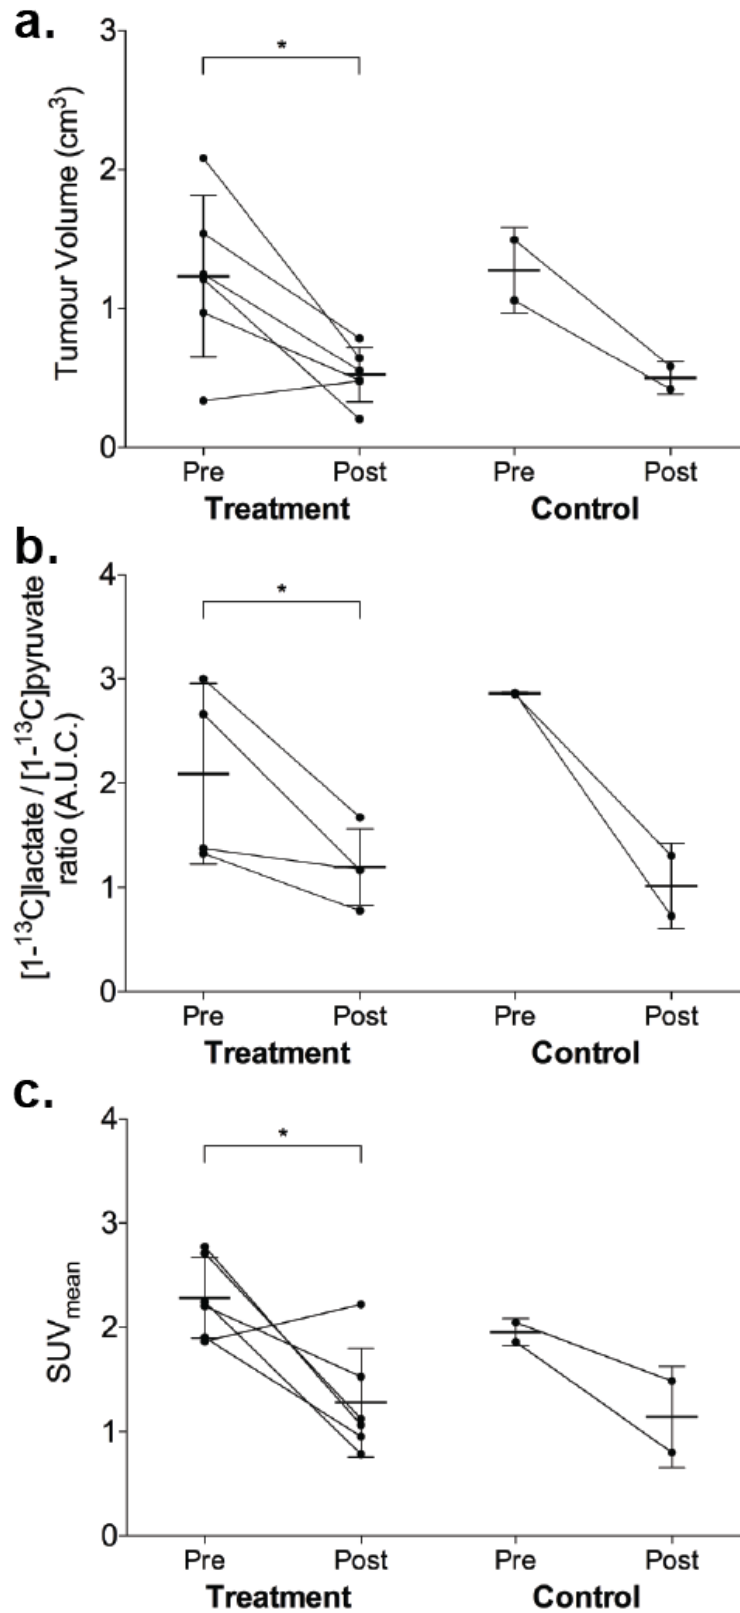 a.
Tumour Volume (cm³)
3
2
1
0
*
Pre
Post
Pre
Post
Treatment
Control
b.
[1-¹³C]lactate / [1-¹³C]pyruvate
ratio (A.U.C.)
4
3
2
1
0
*
Pre
Post
Pre
Post
Treatment
Control
c.
SUVmean
4
3
2
1
0
*
Pre
Post
Pre
Post
Treatment
Control